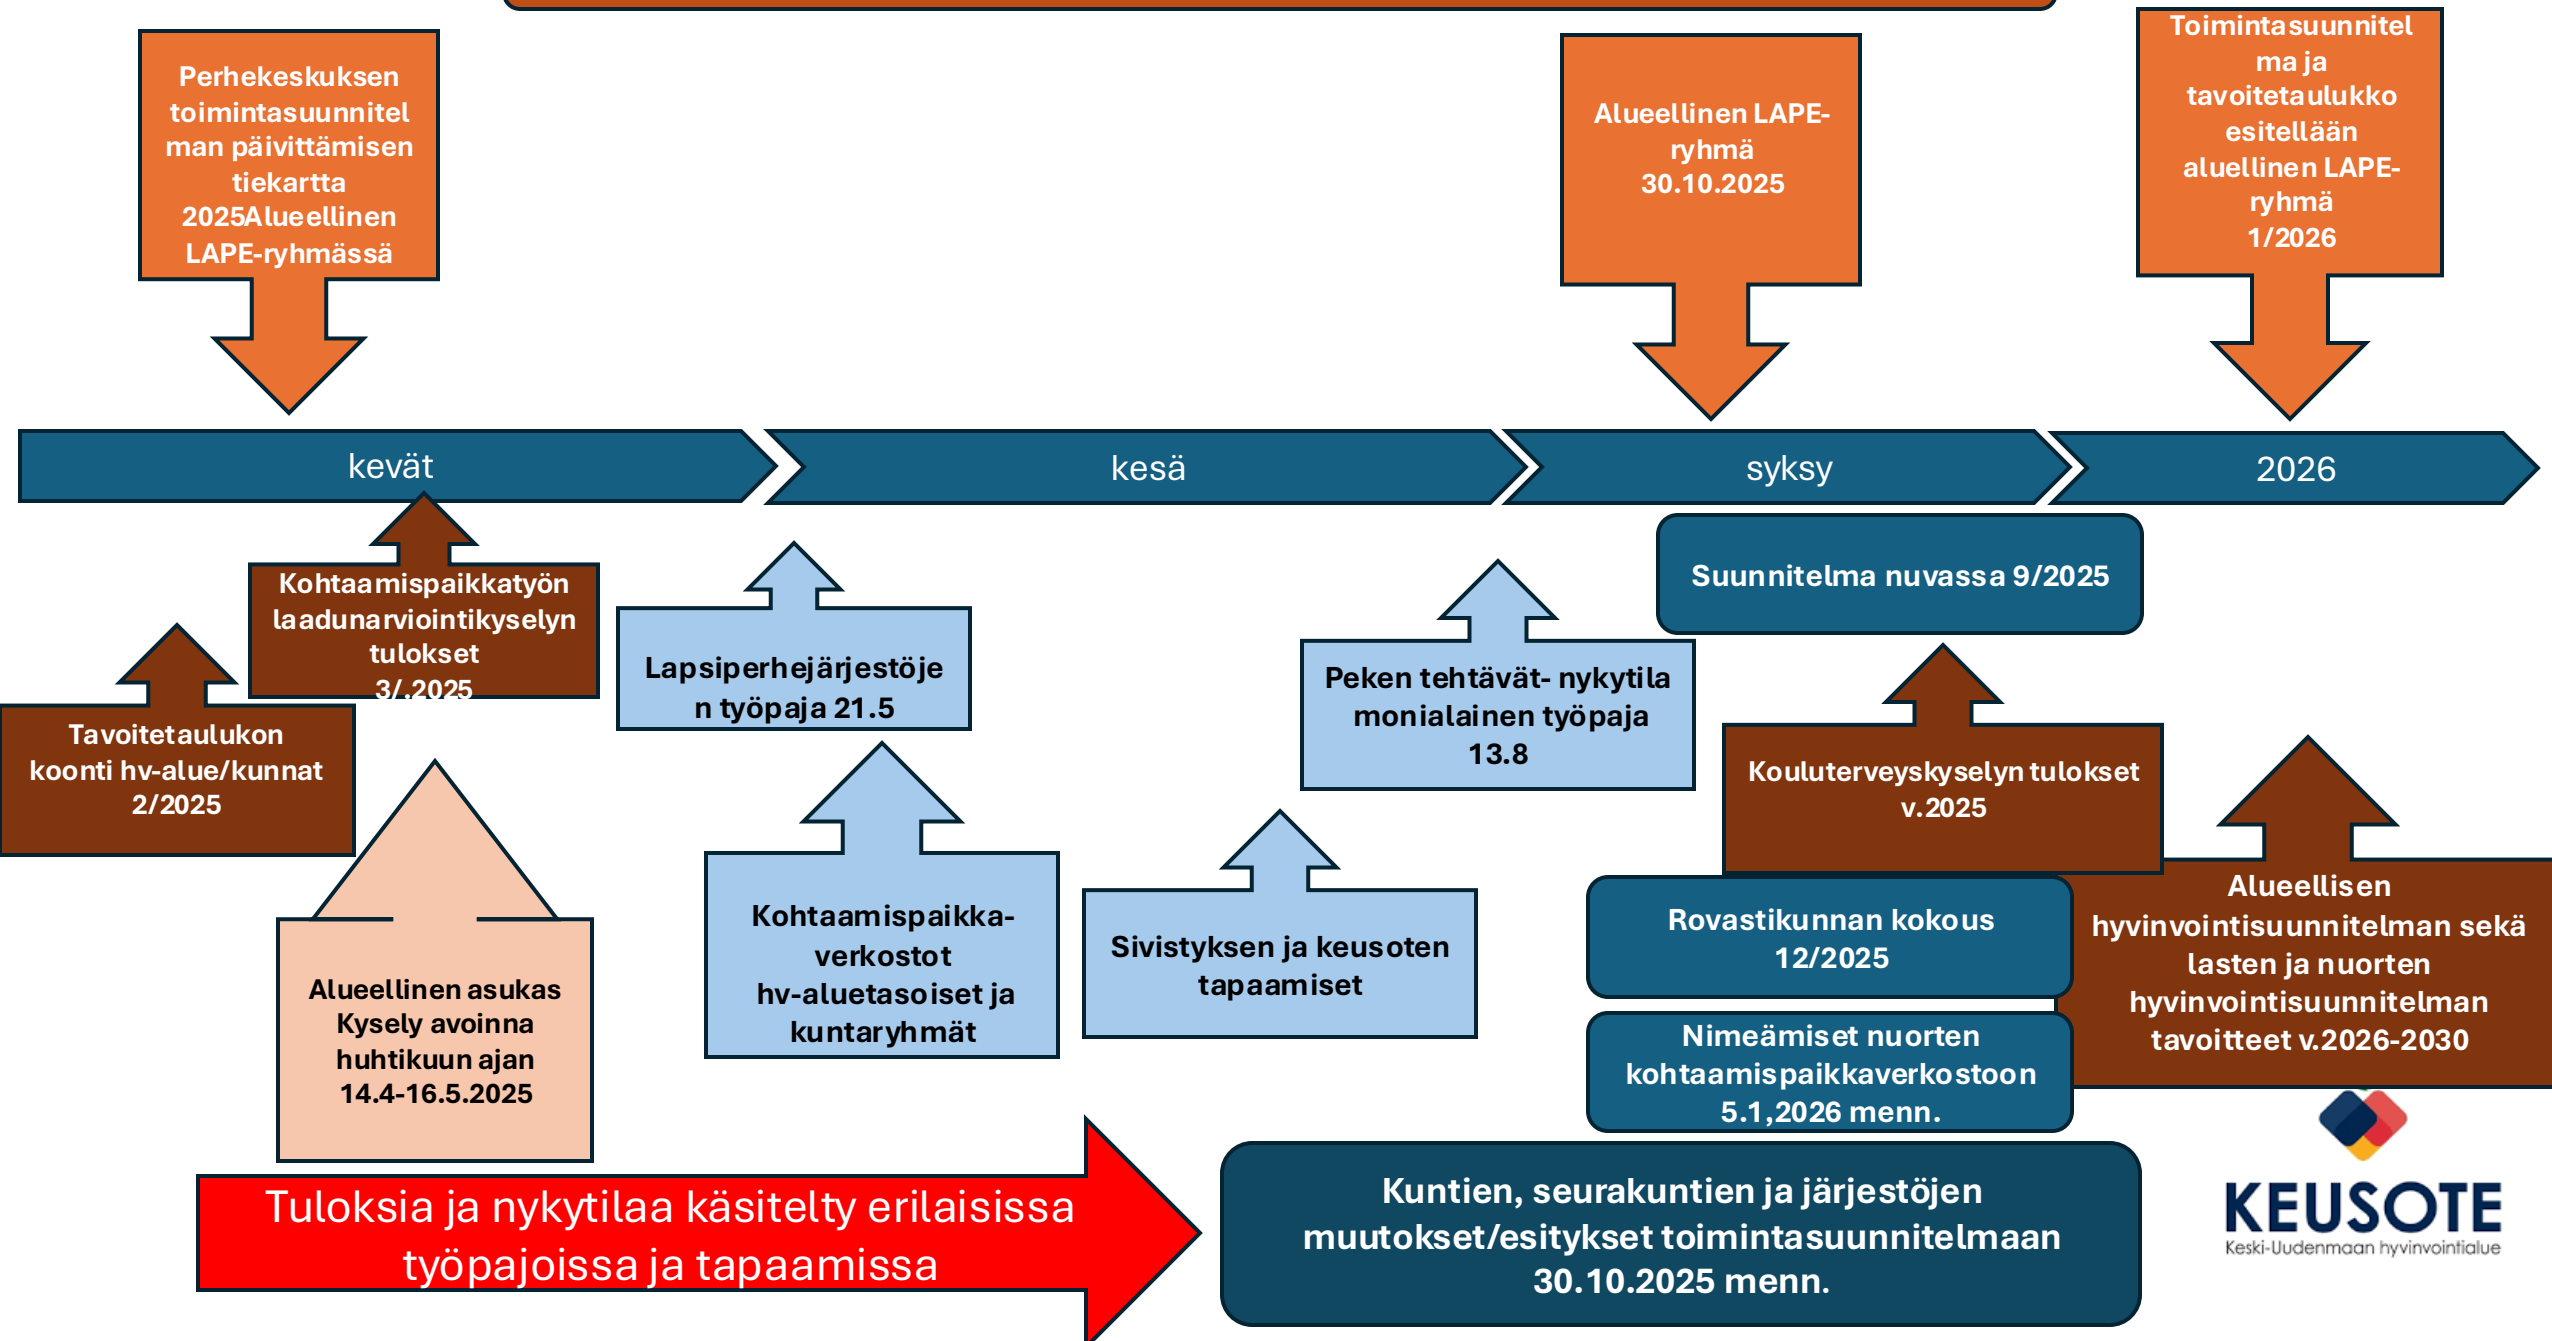 Perhekeskuksen
toimintasuunnitel
man päivittämisen
tiekartta
2025Alueellinen
LAPE-ryhmässä
Alueellinen LAPE-
ryhmä
30.10.2025
Toimintasuunnitel
ma ja
tavoitetaulukko
esitellään
aluellinen LAPE-
ryhmä
1/2026
kevät
kesä
syksy
2026
Kohtaamispaikkatyön
laadunarviointikyselyn
tulokset
3/.2025
Tavoitetaulukon
koonti hv-alue/kunnat
2/2025
Alueellinen asukas
Kysely avoinna
huhtikuun ajan
14.4-16.5.2025
Lapsiperhejärjestöje
n työpaja 21.5
Kohtaamispaikka-
verkostot
hv-aluetasoiset ja
kuntaryhmät
Sivistyksen ja keusoten
tapaamiset
Peken tehtävät- nykytila
monialainen työpaja
13.8
Suunnitelma nuvassa 9/2025
Kouluterveyskyselyn tulokset
v.2025
Rovastikunnan kokous
12/2025
Nimeämiset nuorten
kohtaamispaikkaverkostoon
5.1,2026 menn.
Alueellisen
hyvinvointisuunnitelman sekä
lasten ja nuorten
hyvinvointisuunnitelman
tavoitteet v.2026-2030
Tuloksia ja nykytilaa käsitelty erilaisissa
työpajoissa ja tapaamissa
Kuntien, seurakuntien ja järjestöjen
muutokset/esitykset toimintasuunnitelmaan
30.10.2025 menn.
KEUSOTE
Keski-Uudenmaan hyvinvointialue